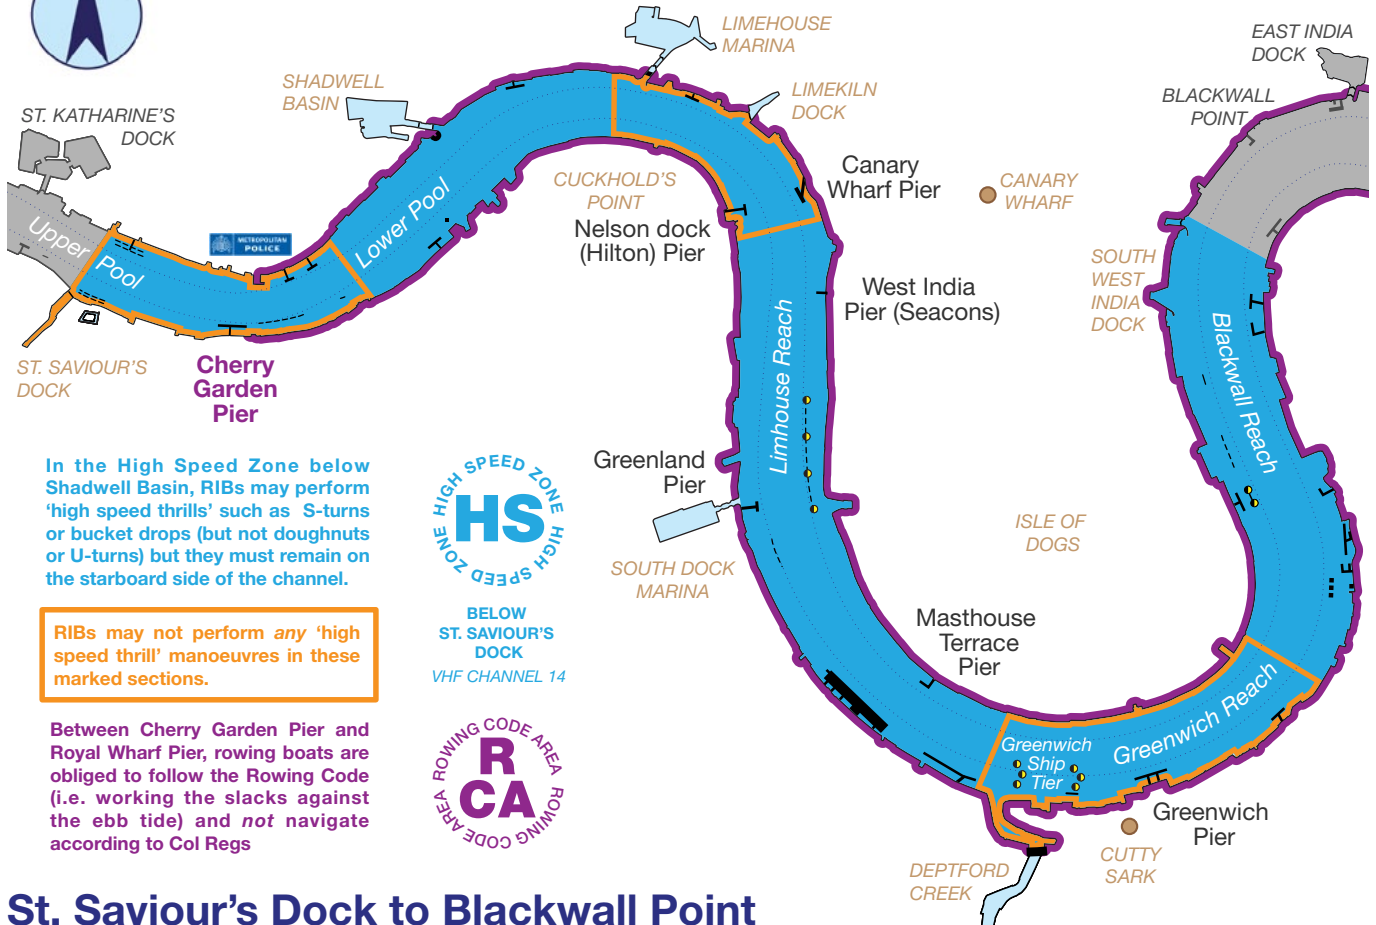 LIMEHOUSE
MARINA
EAST INDIA
DOCK
SHADWELL
BASIN
LIMEKILN
DOCK
BLACKWALL
POINT
ST. KATHARINE'S
DOCK
CUCKHOLD'S
POINT
Canary
Wharf Pier
CANARY
WHARF
Upper
Pool
METROPOLITAN
POLICE
Lower Pool
Nelson dock
(Hilton) Pier
SOUTH
WEST
INDIA
DOCK
West India
Pier (Seacons)
ST. SAVIOUR'S
DOCK
Cherry
Garden
Pier
Limhouse Reach
Blackwall Reach
In the High Speed Zone below
Shadwell Basin, RIBs may perform
‘high speed thrills’ such as S-turns
or bucket drops (but not doughnuts
or U-turns) but they must remain on
the starboard side of the channel.
HIGH SPEED ZONE HIGH SPEED ZONE
HS
BELOW
ST. SAVIOUR'S
DOCK
VHF CHANNEL 14
Greenland
Pier
SOUTH DOCK
MARINA
ISLE OF
DOGS
RIBs may not perform any ‘high
speed thrill’ manoeuvres in these
marked sections.
Masthouse
Terrace
Pier
Between Cherry Garden Pier and
Royal Wharf Pier, rowing boats are
obliged to follow the Rowing Code
(i.e. working the slacks against
the ebb tide) and not navigate
according to Col Regs
ROWING CODE AREA ROWING CODE AREA
R
CA
Greenwich
Ship
Tier
Greenwich Reach
Greenwich
Pier
CUTTY
SARK
DEPTFORD
CREEK
St. Saviour's Dock to Blackwall Point